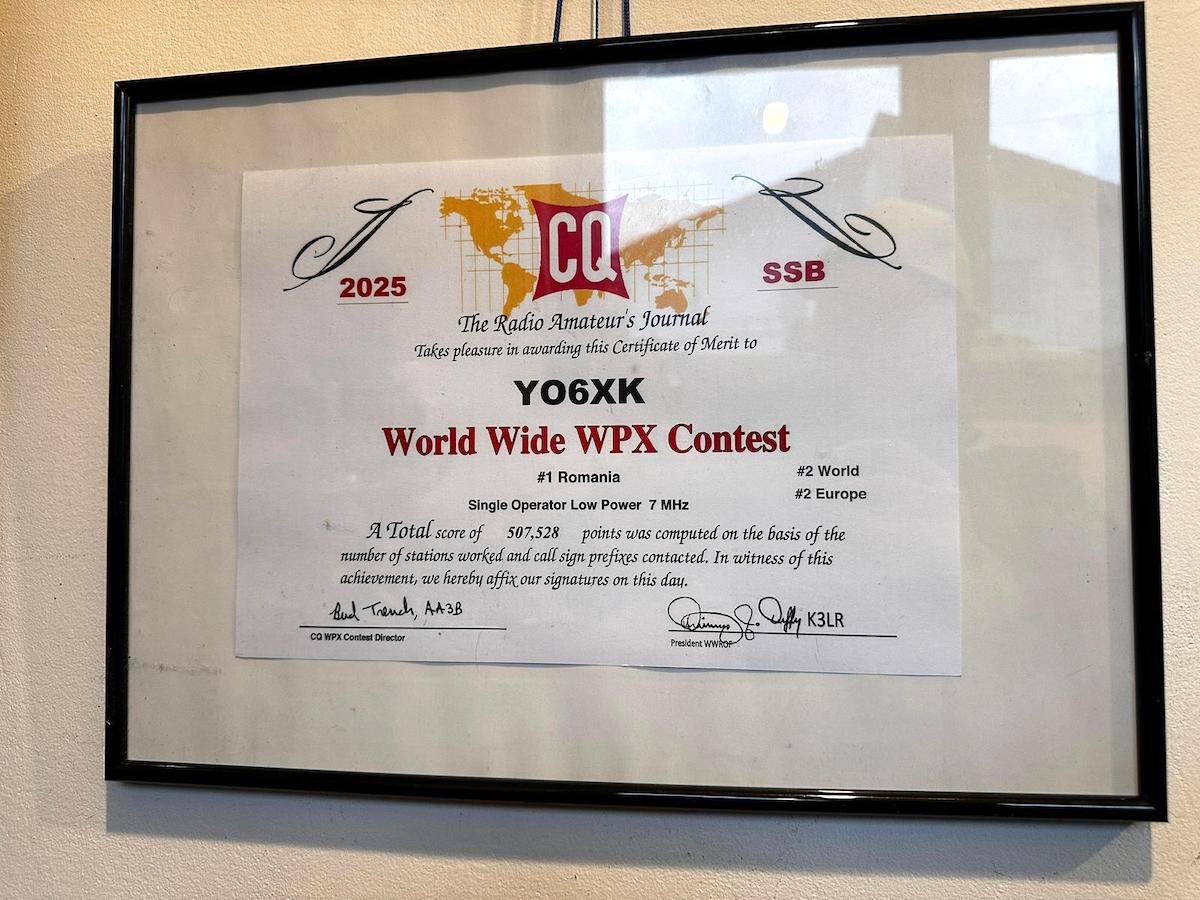 2025
CQ
SSB
The Radio Amateur's Journal
Takes pleasure in awarding this Certificate of Merit to
YO6XK
World Wide WPX Contest
#1 Romania
#2 World
#2 Europe
Single Operator Low Power 7 MHz
A Total score of 507,528 points was computed on the basis of the
number of stations worked and call sign prefixes contacted. In witness of this
achievement, we hereby affix our signatures on this day.
Bud Trench, AA3B
K3LR
CQ WPX Contest Director
President WWROF